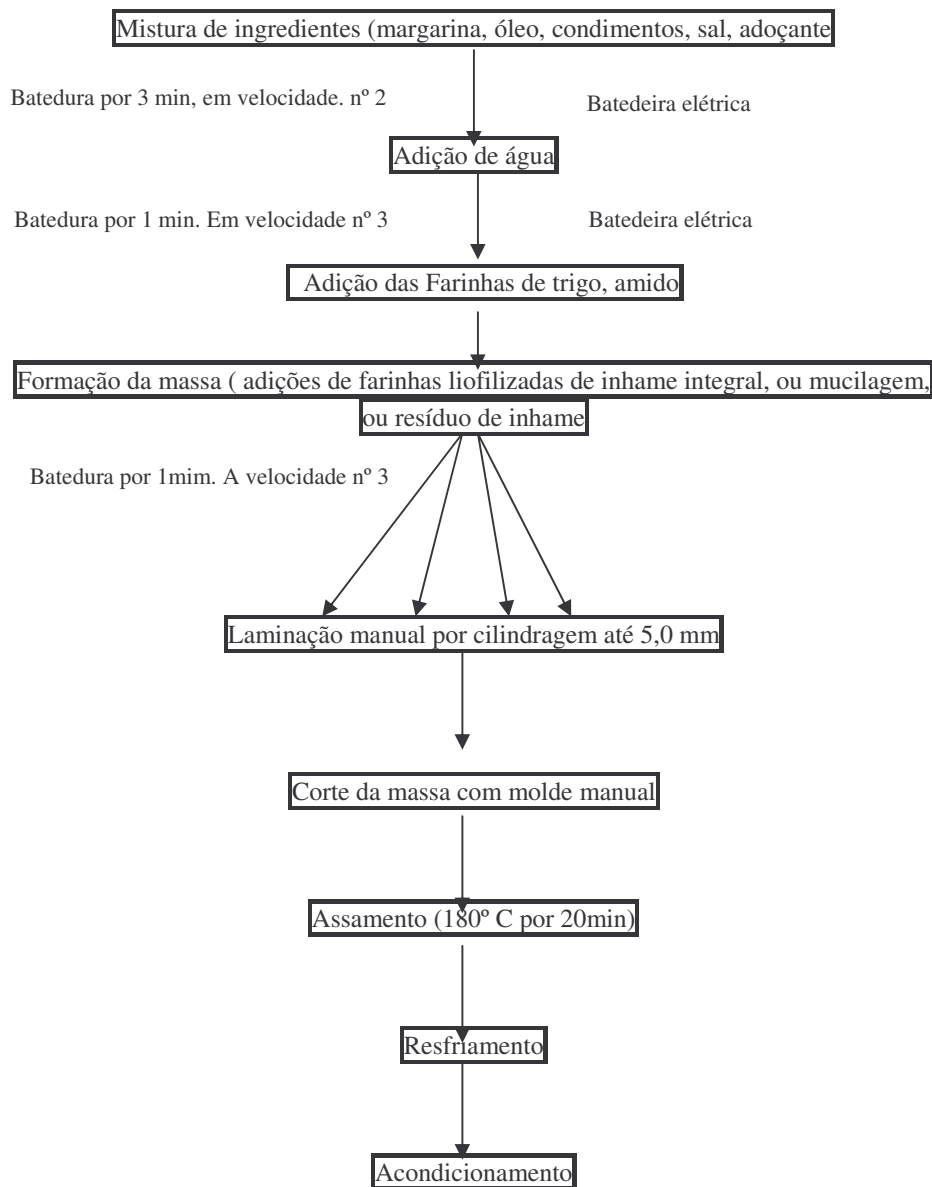 Mistura de ingredientes (margarina, óleo, condimentos, sal, adoçante
Batedura por 3 min, em velocidade. nº 2
Batedeira elétrica
Adição de água
Batedura por 1 min. Em velocidade nº 3
Batedeira elétrica
Adição das Farinhas de trigo, amido
Formação da massa ( adições de farinhas liofilizadas de inhame integral, ou mucilagem,
ou resíduo de inhame
Batedura por 1mim. A velocidade nº 3
Laminação manual por cilindragem até 5,0 mm
Corte da massa com molde manual
Assamento (180º C por 20min)
Resfriamento
Acondicionamento